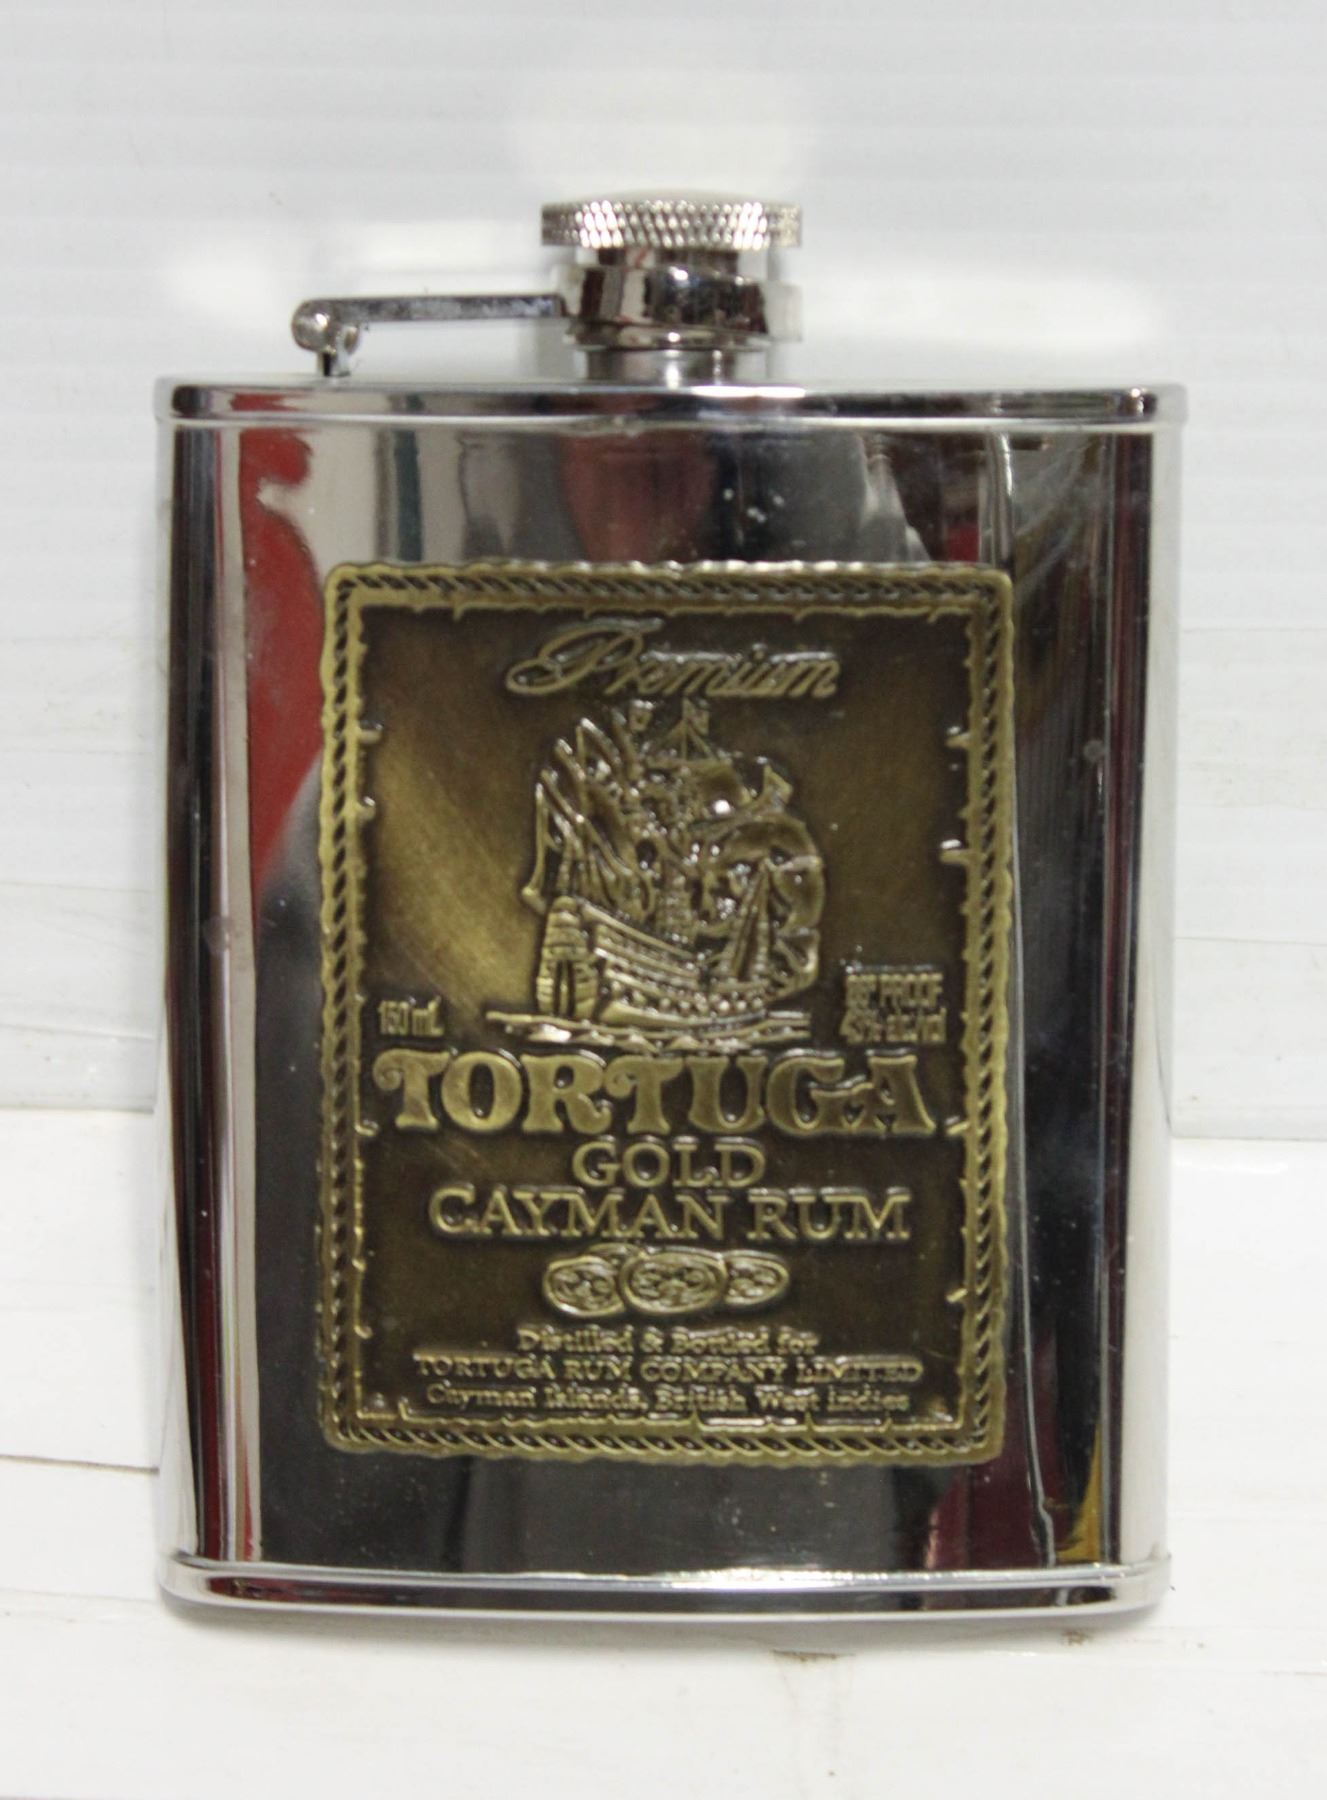 Premium
150 mL
86° PROOF
43% alc/vol
TORTUGA
GOLD
CAYMAN RUM
Distilled & Bottled for
TORTUGA RUM COMPANY LIMITED
Cayman Islands, British West Indies